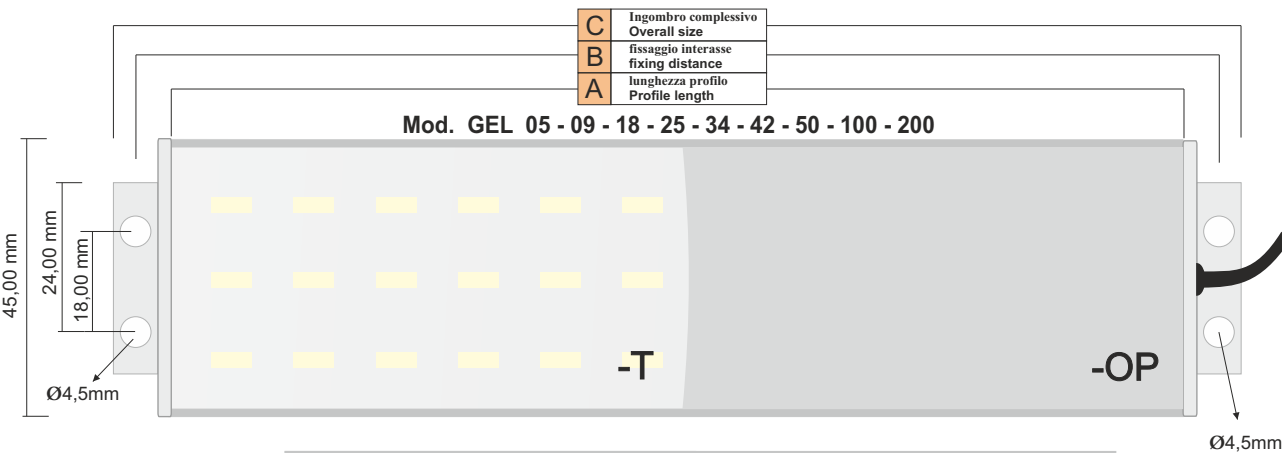 C Ingombro complessivo
Overall size
B fissaggio interasse
fixing distance
A lunghezza profilo
Profile length
Mod. GEL 05 - 09 - 18 - 25 - 34 - 42 - 50 - 100 - 200
45,00 mm
24,00 mm
18,00 mm
-T
-OP
Ø4,5mm
Ø4,5mm